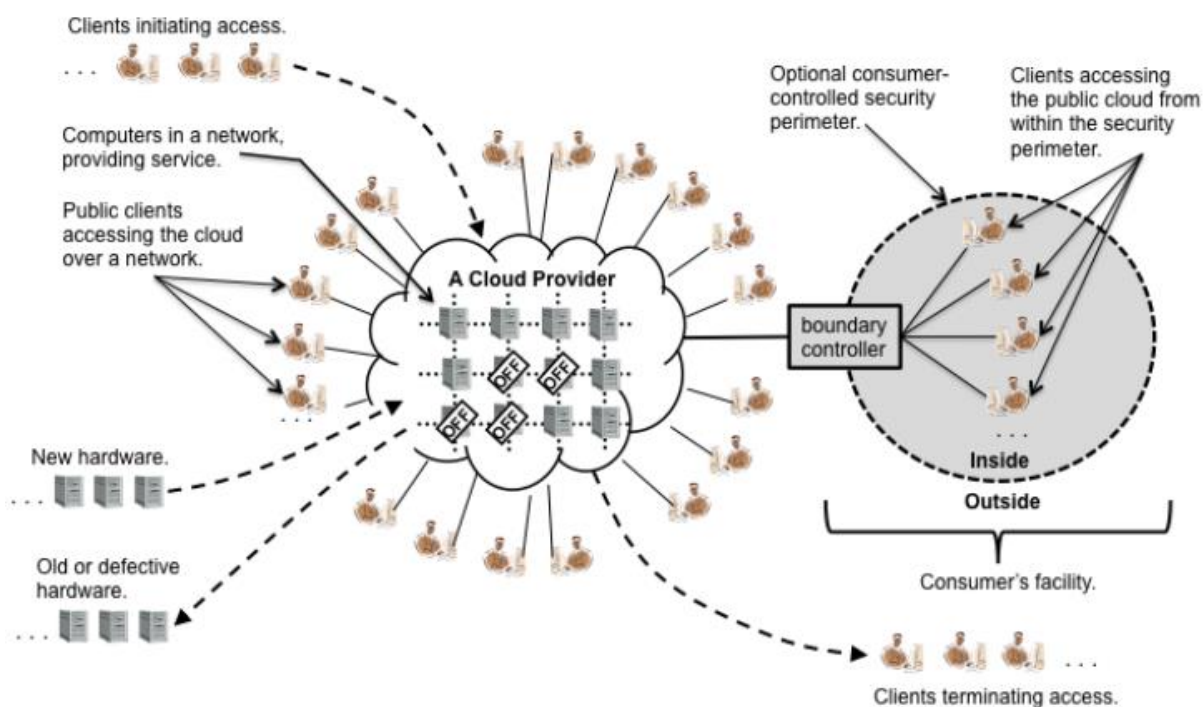 Clients initiating access.
. . .
Computers in a network,
providing service.
Public clients
accessing the cloud
over a network.
. . .
New hardware.
. . .
Old or defective
hardware.
. . .
A Cloud Provider
OFF
OFF
OFF
OFF
Optional consumer-
controlled security
perimeter.
Clients accessing
the public cloud from
within the security
perimeter.
boundary
controller
. . .
Inside
Outside
Consumer's facility.
. . .
Clients terminating access.